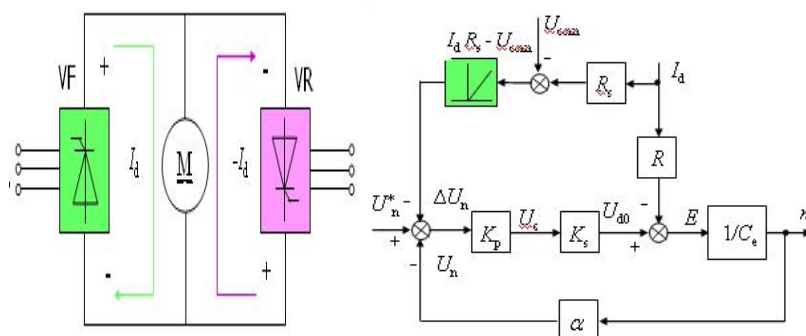 VF
+
-
VR
I_d
M
-I_d
-
+
I_d R_s - U_com
U_com
-
R_s
I_d
R
U*_n
-
ΔU_n
+
K_p
U_c
K_s
U_d0
-
+
E
1/C_e
n
-
U_n
α